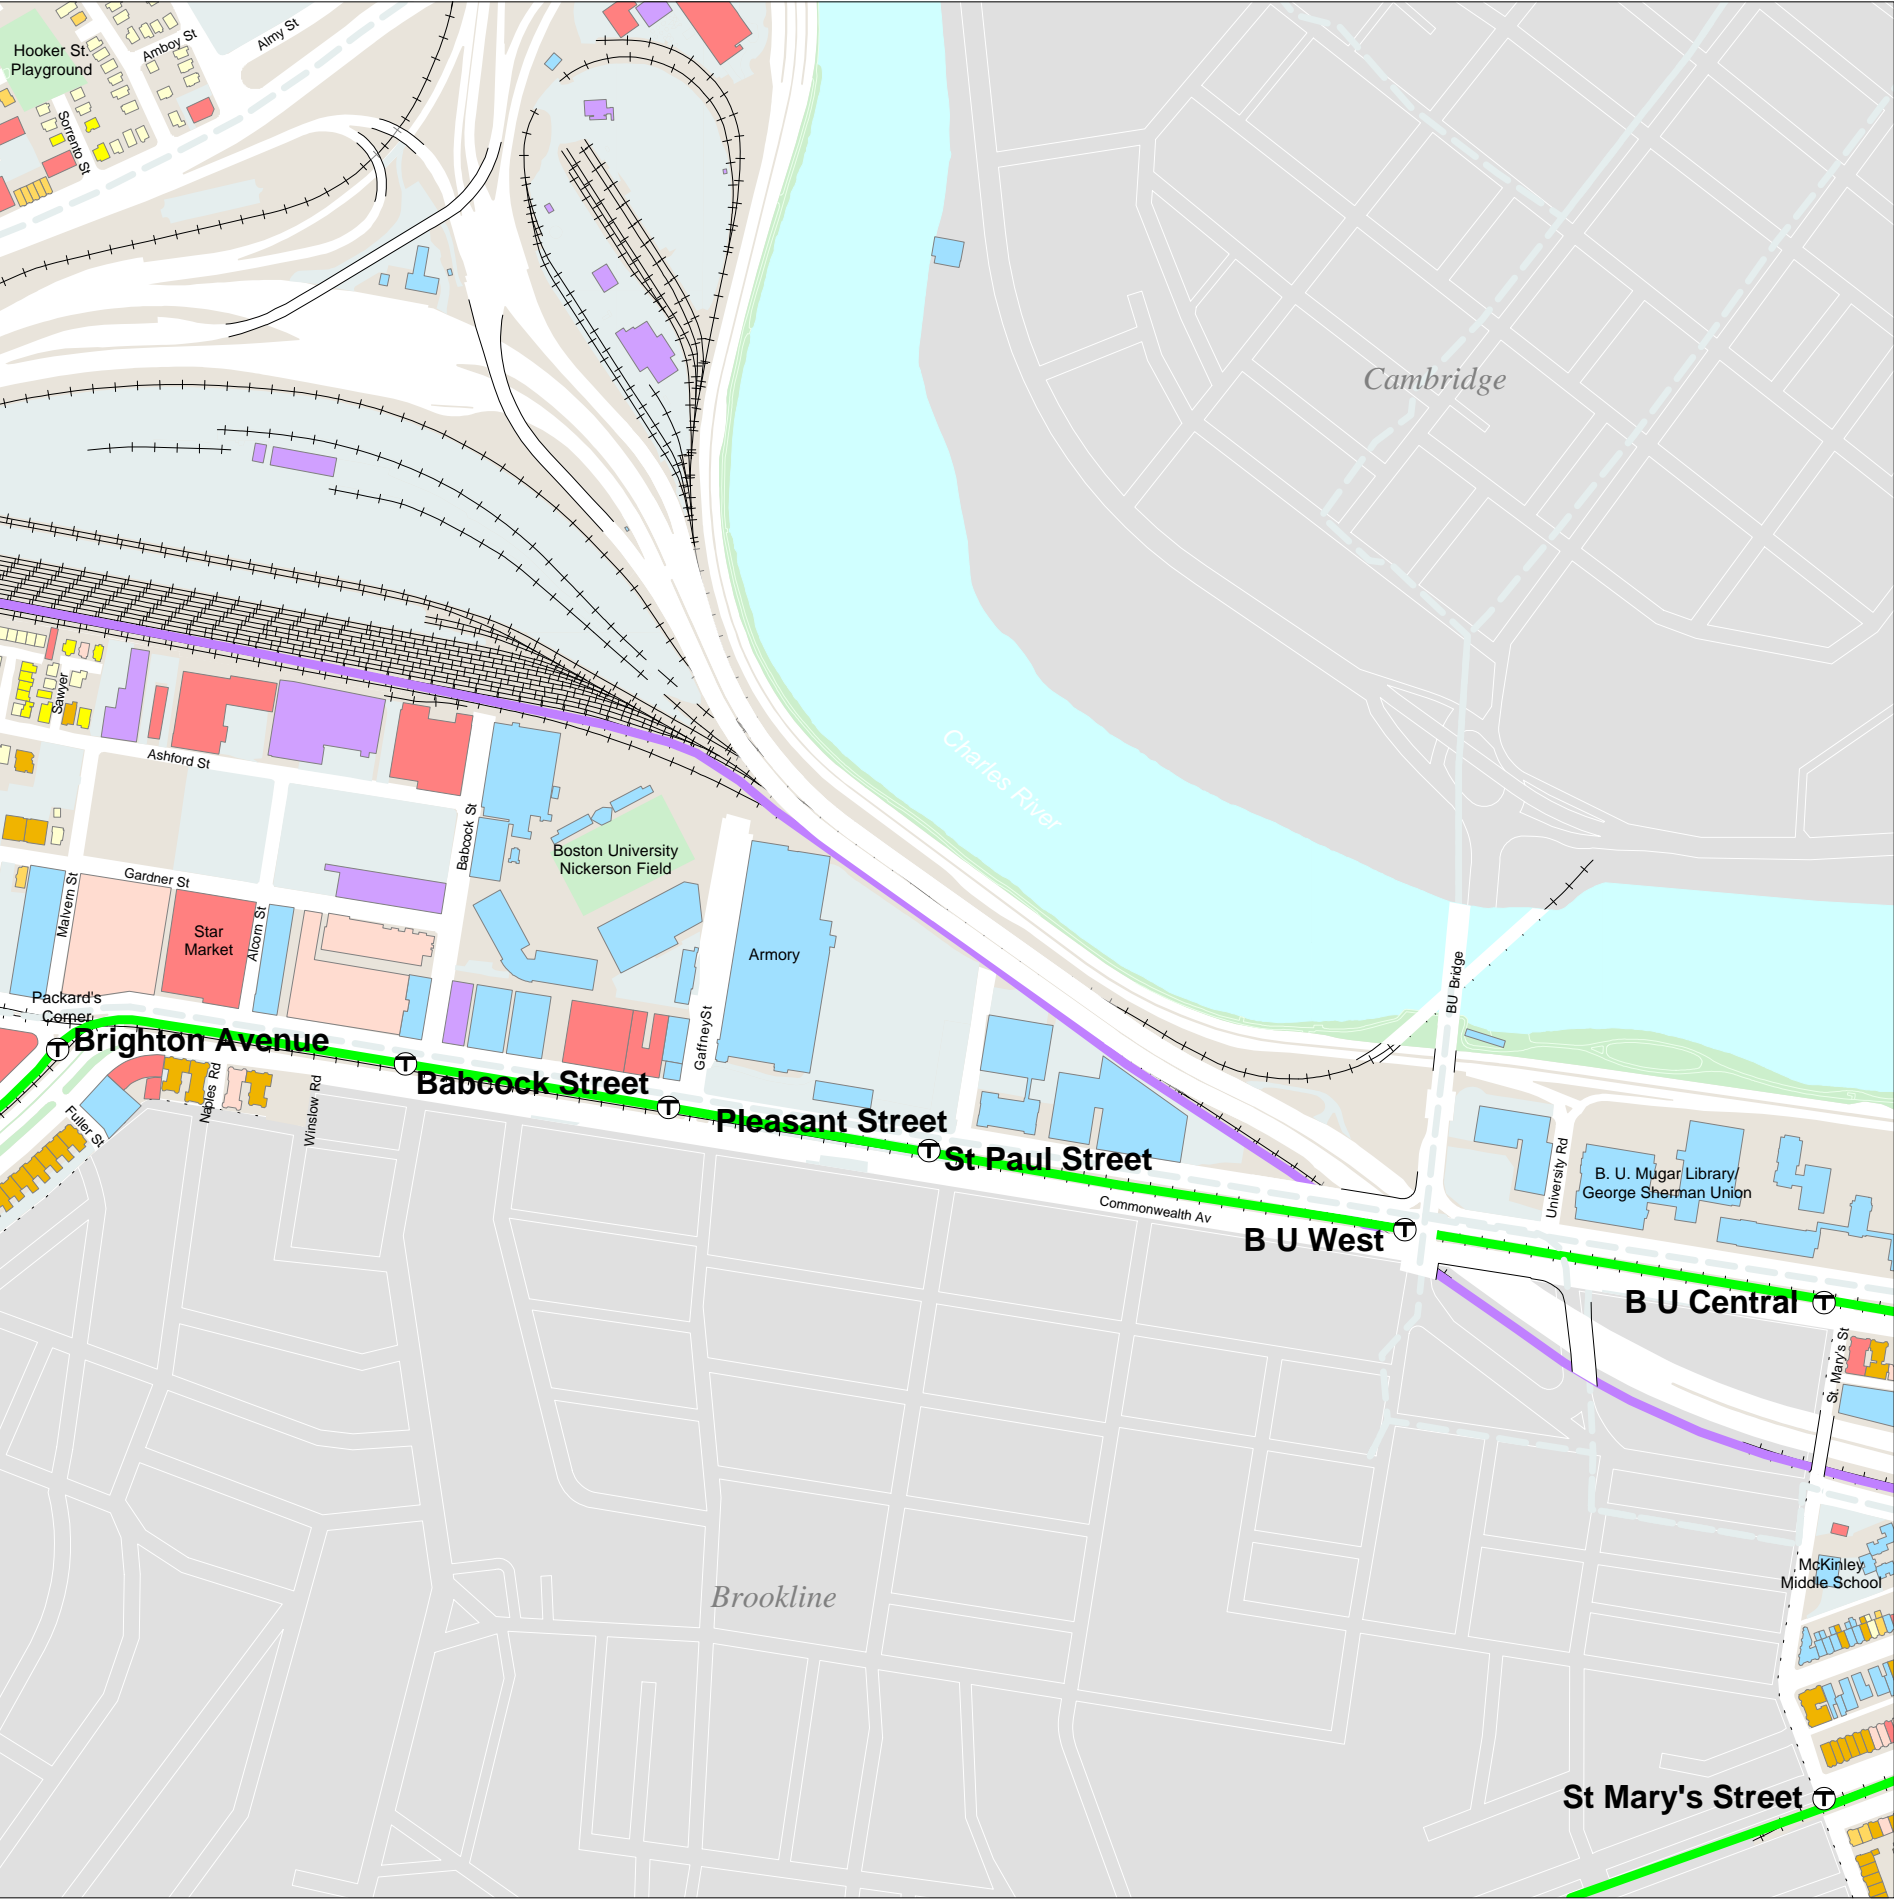 Hooker St.
Playground
Amboy St
Almy St
Sorrento St
Cambridge
Sawyer
Ashford St
Babcock St
Charles River
Boston University
Nickerson Field
Gardner St
Malvern St
Star
Market
Alcorn St
Armory
BU Bridge
Packard's
Corner
GaffneySt
Brighton Avenue
Babcock Street
Pleasant Street
St Paul Street
Naples Rd
Winslow Rd
Fuller St
Commonwealth Av
University Rd
B. U. Mugar Library/
George Sherman Union
B U West
B U Central
St. Mary's St
McKinley
Middle School
Brookline
St Mary's Street
T
T
T
T
T
T
T